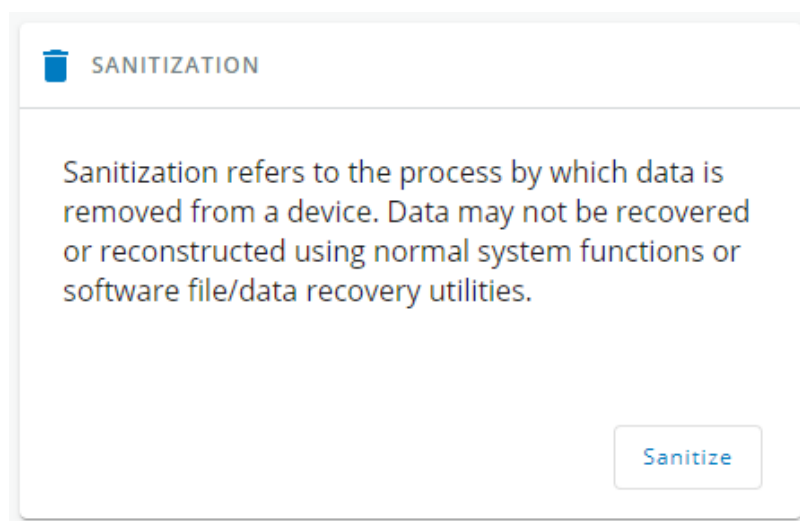 SANITIZATION
Sanitization refers to the process by which data is
removed from a device. Data may not be recovered
or reconstructed using normal system functions or
software file/data recovery utilities.
Sanitize